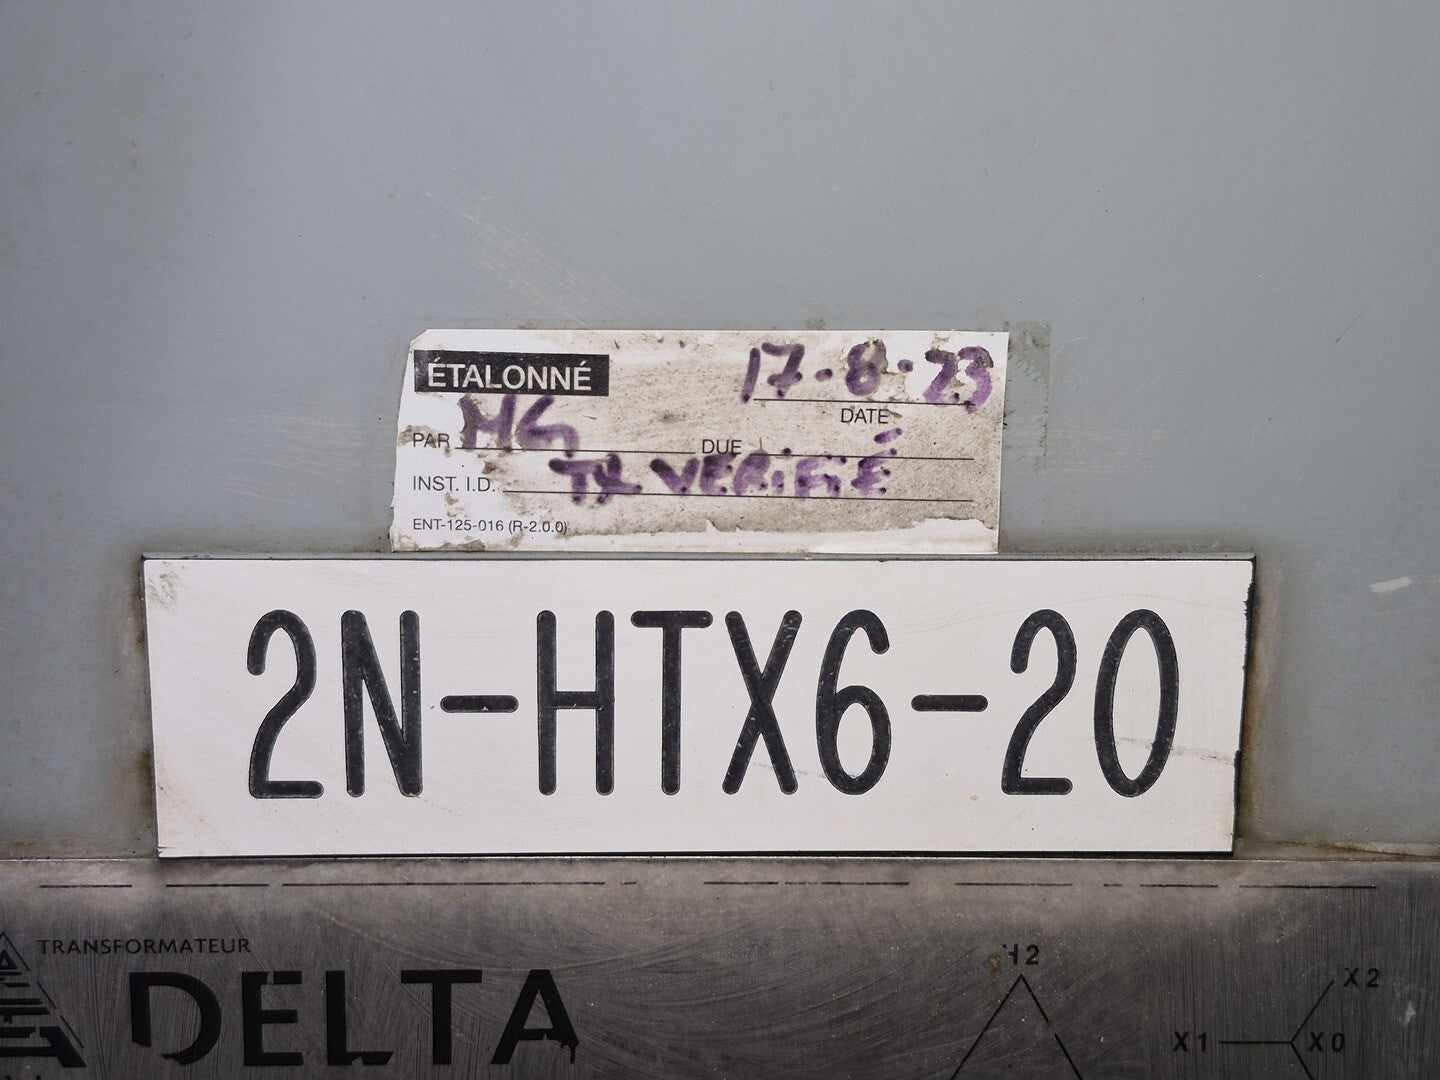 ÉTALONNÉ
17-8-23
DATE
PAR MG DUE
INST. I.D. TX VERIFIÉ
ENT-125-016 (R-2.0.0)
2N-HTX6-20
TRANSFORMATEUR
DELTA
H2
X2
X1 X0